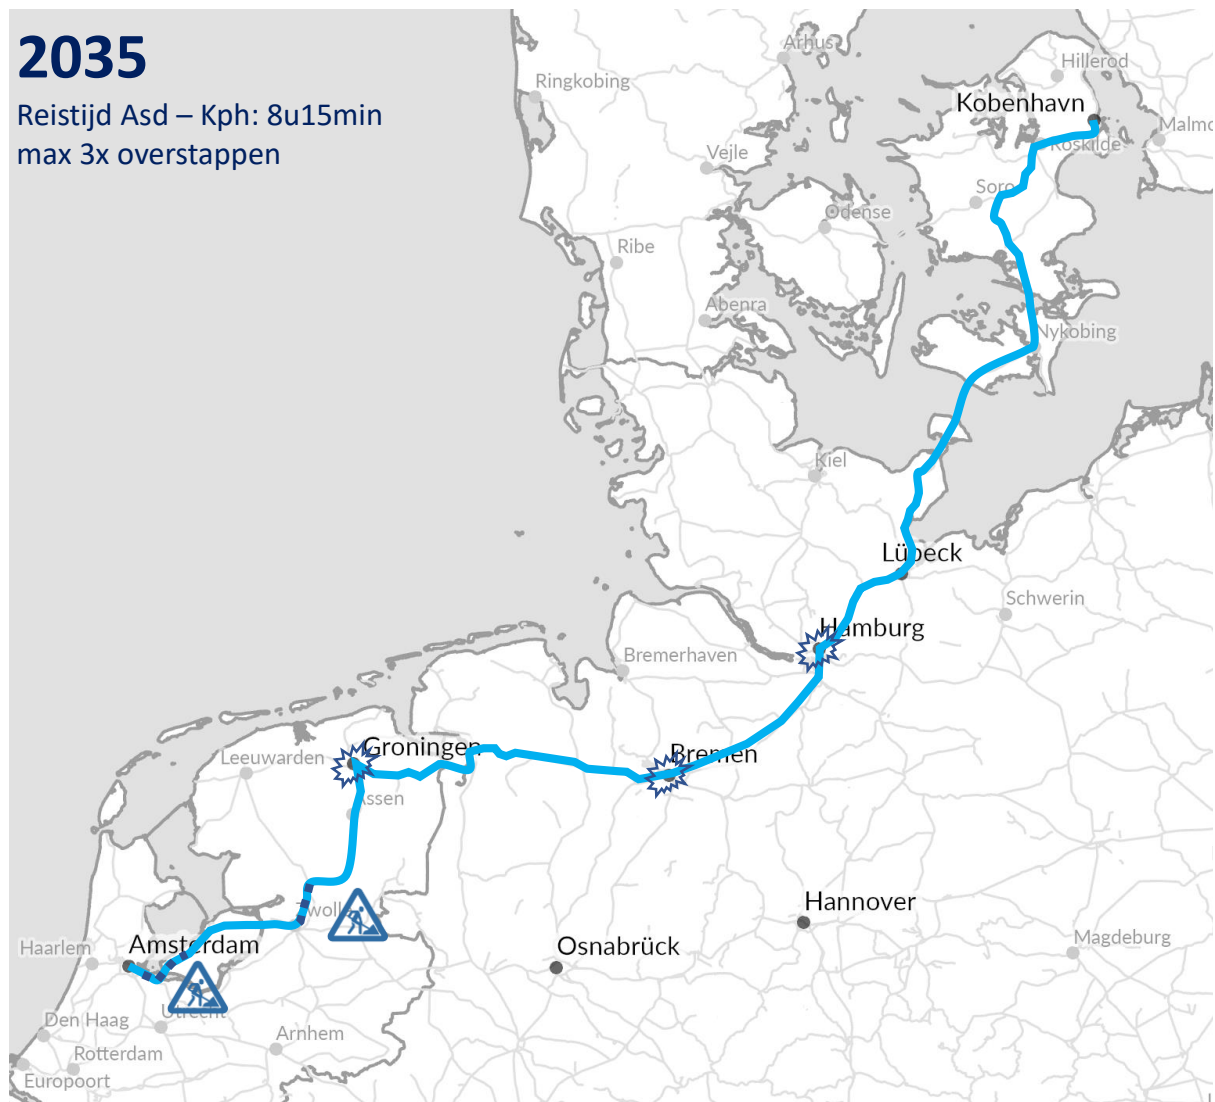 2035
Reistijd Asd – Kph: 8u15min
max 3x overstappen
Arhus
Hillerod
Ringkobing
Kobenhavn
Malmo
Roskilde
Vejle
Soro
Odense
Ribe
Abenra
Nykobing
Kiel
Lübeck
Schwerin
Hamburg
Bremerhaven
Groningen
Leeuwarden
Bremen
Assen
Hannover
Zwolle
Amsterdam
Haarlem
Osnabrück
Magdeburg
Utrecht
Den Haag
Arnhem
Rotterdam
Europoort